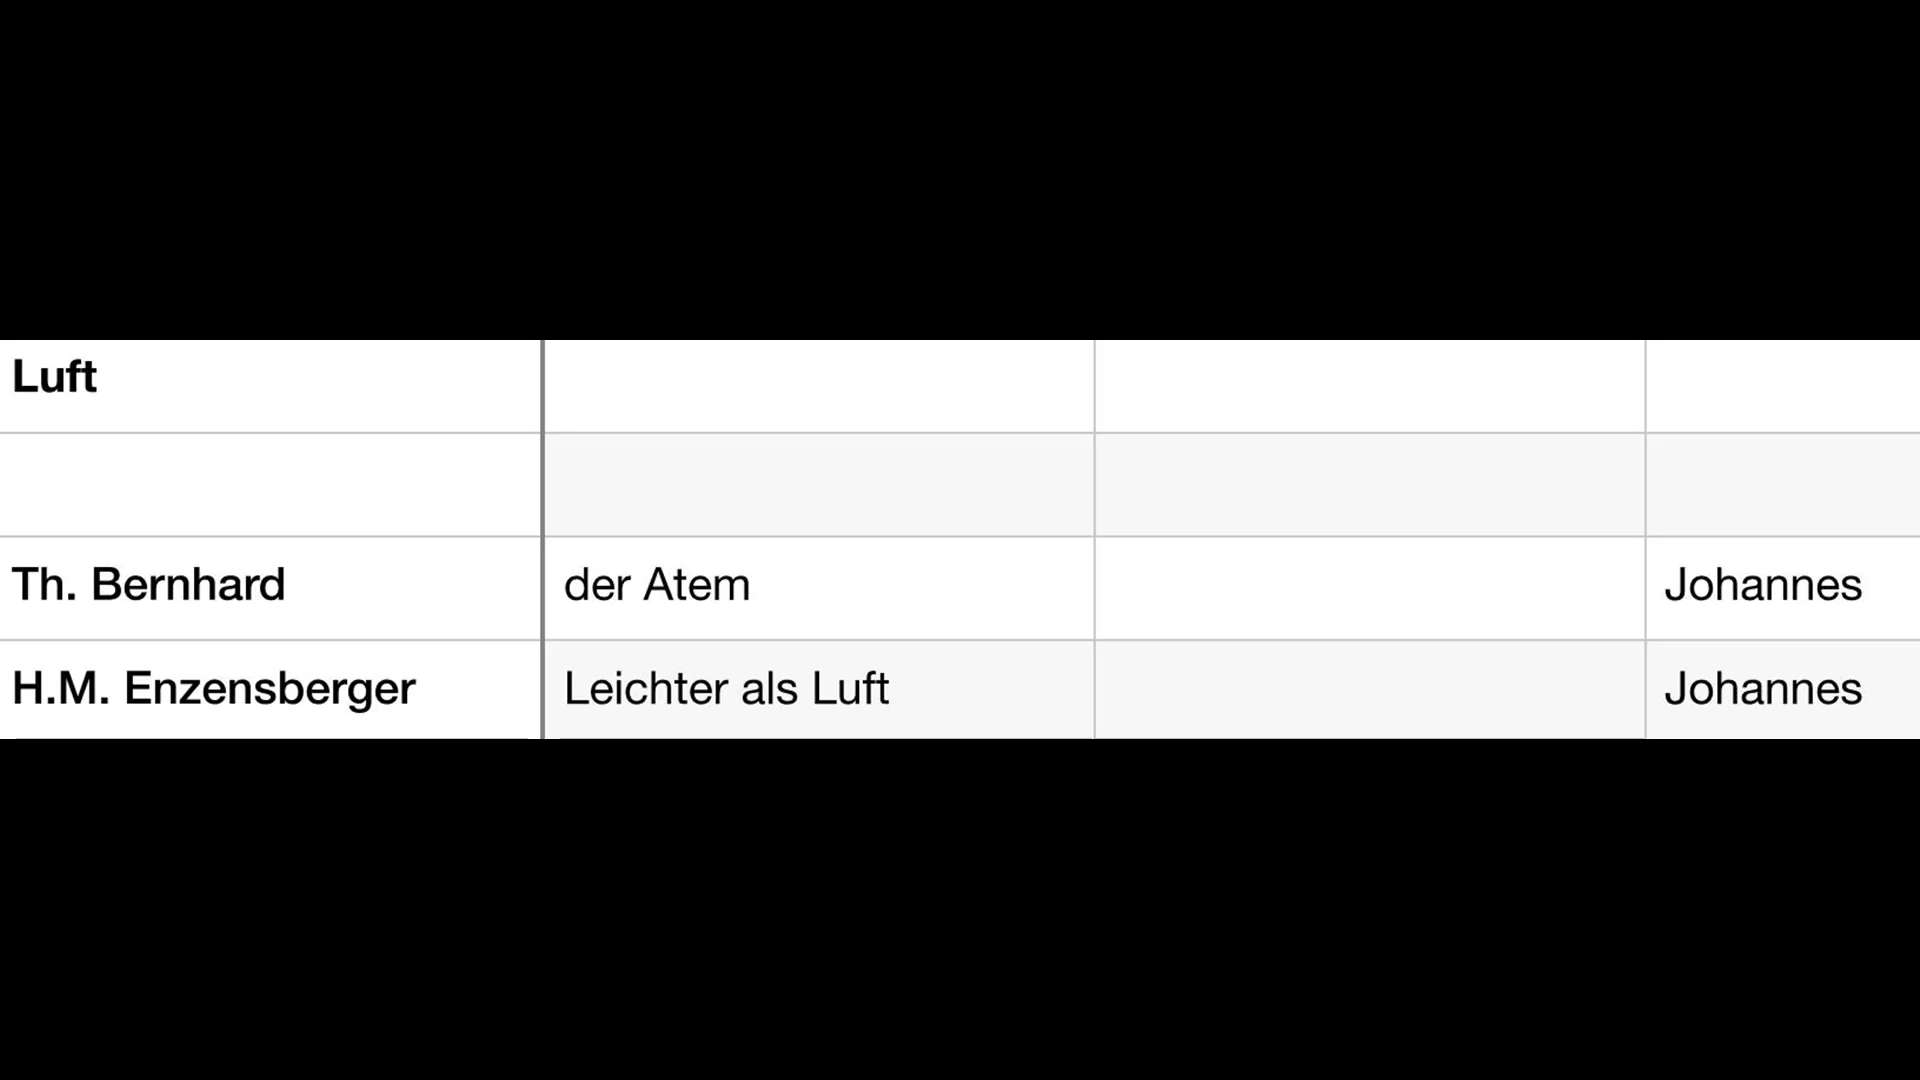 Luft
Th. Bernhard der Atem Johannes
H.M. Enzensberger Leichter als Luft Johannes